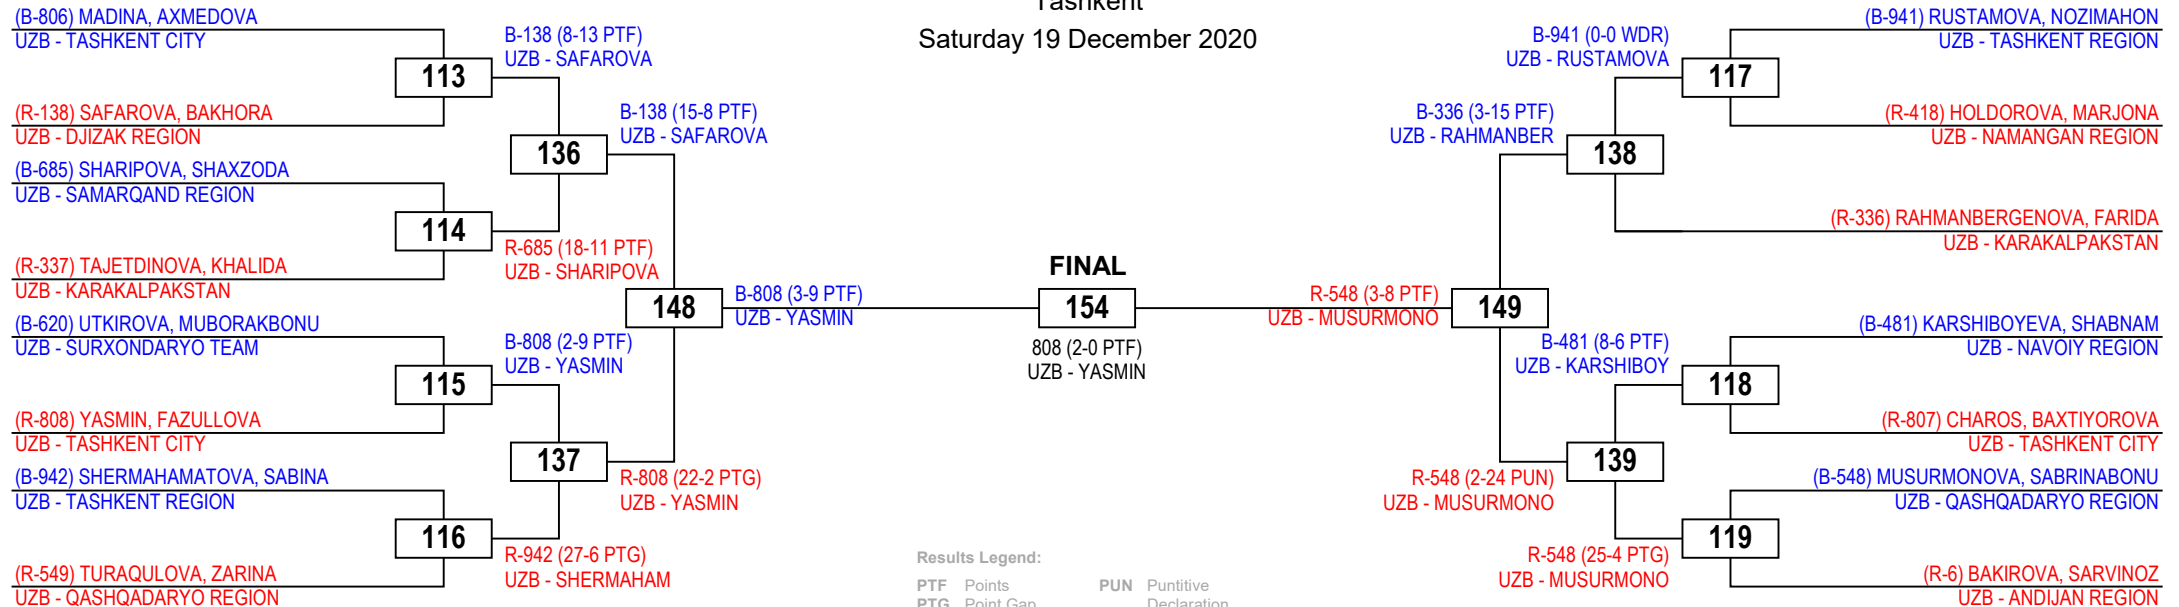 Tashkent
Saturday 19 December 2020
(B-806) MADINA, AXMEDOVA
UZB - TASHKENT CITY
(R-138) SAFAROVA, BAKHORA
UZB - DJIZAK REGION
(B-685) SHARIPOVA, SHAXZODA
UZB - SAMARQAND REGION
(R-337) TAJETDINOVA, KHALIDA
UZB - KARAKALPAKSTAN
(B-620) UTKIROVA, MUBORAKBONU
UZB - SURXONDARYO TEAM
(R-808) YASMIN, FAZULLOVA
UZB - TASHKENT CITY
(B-942) SHERMAHAMATOVA, SABINA
UZB - TASHKENT REGION
(R-549) TURAQULOVA, ZARINA
UZB - QASHQADARYO REGION
113
114
115
116
B-138 (8-13 PTF)
UZB - SAFAROVA
R-685 (18-11 PTF)
UZB - SHARIPOVA
B-808 (2-9 PTF)
UZB - YASMIN
R-942 (27-6 PTG)
UZB - SHERMAHAM
136
137
B-138 (15-8 PTF)
UZB - SAFAROVA
R-808 (22-2 PTG)
UZB - YASMIN
148
B-808 (3-9 PTF)
UZB - YASMIN
FINAL
154
808 (2-0 PTF)
UZB - YASMIN
R-548 (3-8 PTF)
UZB - MUSURMONO
149
B-336 (3-15 PTF)
UZB - RAHMANBER
R-548 (2-24 PUN)
UZB - MUSURMONO
138
139
B-941 (0-0 WDR)
UZB - RUSTAMOVA
B-481 (8-6 PTF)
UZB - KARSHIBOY
R-548 (25-4 PTG)
UZB - MUSURMONO
117
118
119
(B-941) RUSTAMOVA, NOZIMAHON
UZB - TASHKENT REGION
(R-418) HOLDOROVA, MARJONA
UZB - NAMANGAN REGION
(R-336) RAHMANBERGENOVA, FARIDA
UZB - KARAKALPAKSTAN
(B-481) KARSHIBOYEVA, SHABNAM
UZB - NAVOIY REGION
(R-807) CHAROS, BAXTIYOROVA
UZB - TASHKENT CITY
(B-548) MUSURMONOVA, SABRINABONU
UZB - QASHQADARYO REGION
(R-6) BAKIROVA, SARVINOZ
UZB - ANDIJAN REGION
Results Legend:
PTF Points PUN Puntitive
PTG Point Gap Declaration